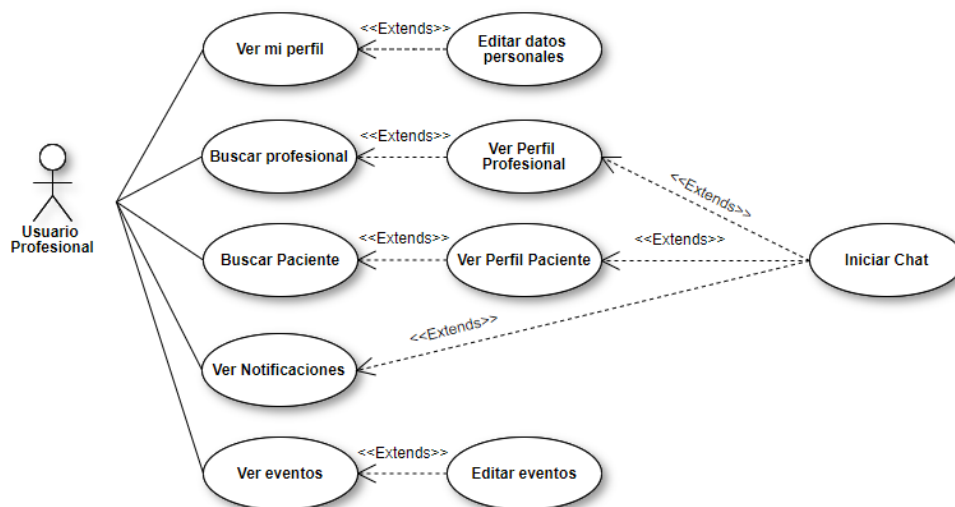 <<Extends>>
Ver mi perfil
Editar datos
personales
<<Extends>>
Buscar profesional
Ver Perfil
Profesional
<<Extends>>
Usuario
Profesional
<<Extends>>
<<Extends>>
Buscar Paciente
Ver Perfil Paciente
Iniciar Chat
<<Extends>>
Ver Notificaciones
<<Extends>>
Ver eventos
Editar eventos